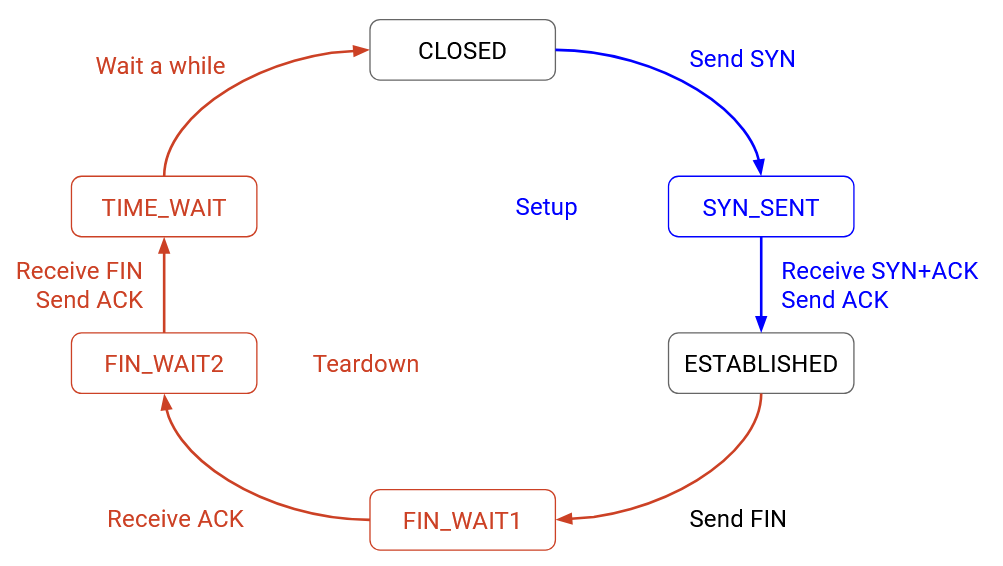 CLOSED
Wait a while
Send SYN
TIME_WAIT
Setup
SYN_SENT
Receive FIN
Send ACK
Receive SYN+ACK
Send ACK
FIN_WAIT2
Teardown
ESTABLISHED
Receive ACK
FIN_WAIT1
Send FIN